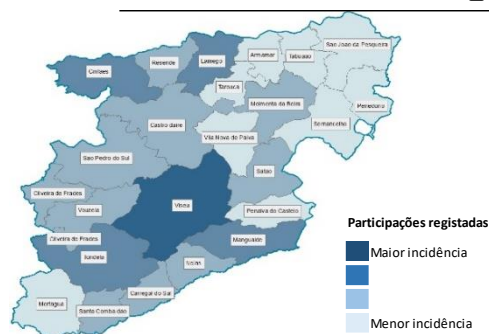 São João da Pesqueira
Armamar
Tabuaço
Resende
Lamego
Cinfães
Tarouca
Penedono
Moimenta da Beira
Sernancelhe
Castro daire
Vila Nova de Paiva
São Pedro do Sul
Satao
Oliveira de Frades
Viseu
Vouzela
Penalva do Castelo
Participações registadas
Oliveira de Frades
Mangualde
Maior incidência
Tondela
Nelas
Carregal do Sal
Mortágua
Santa Comba dão
Menor incidência